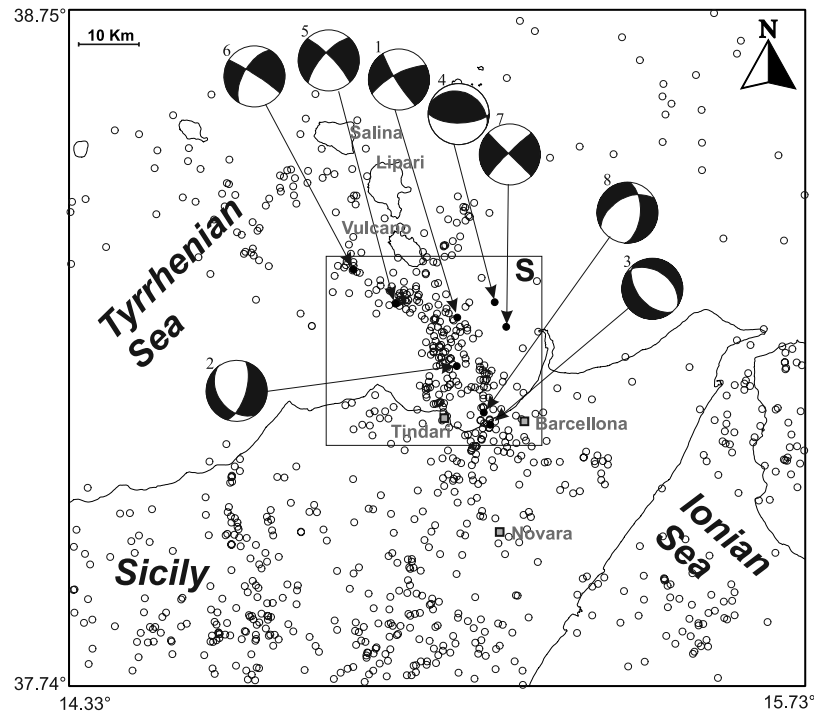 38.75°
10 Km
N
6
5
1
4
7
Salina
Lipari
8
Vulcano
S
3
Tyrrhenian
Sea
2
Tindari
Barcellona
Novara
Ionian
Sea
Sicily
37.74°
14.33°
15.73°